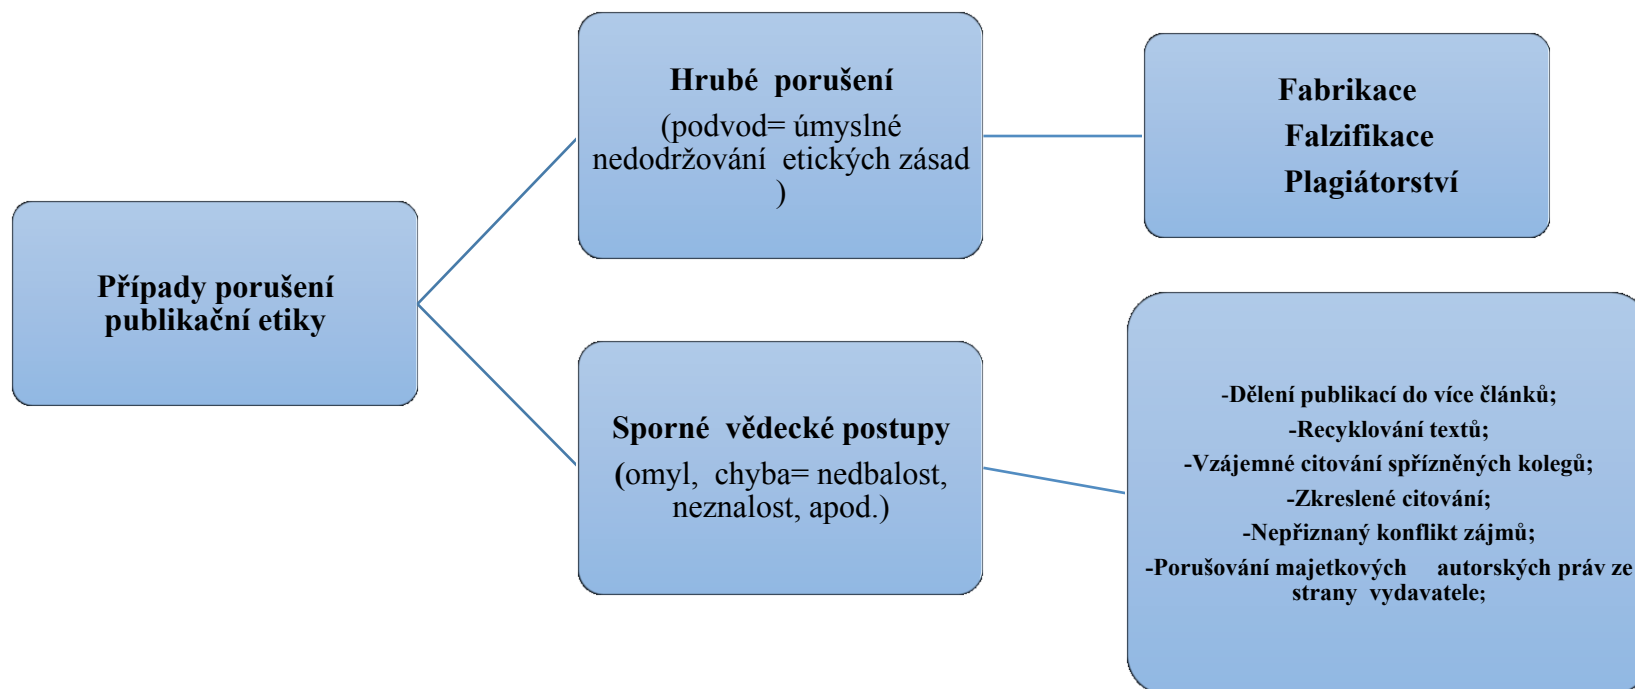 Případy porušení
publikační etiky
Hrubé porušení
(podvod= úmyslné
nedodržování etických zásad
)
Fabrikace
Falzifikace
Plagiátorství
Sporné vědecké postupy
(omyl, chyba= nedbalost,
neznalost, apod.)
-Dělení publikací do více článků;
-Recyklování textů;
-Vzájemné citování spřízněných kolegů;
-Zkreslené citování;
-Nepřiznaný konflikt zájmů;
-Porušování majetkových autorských práv ze
strany vydavatele;